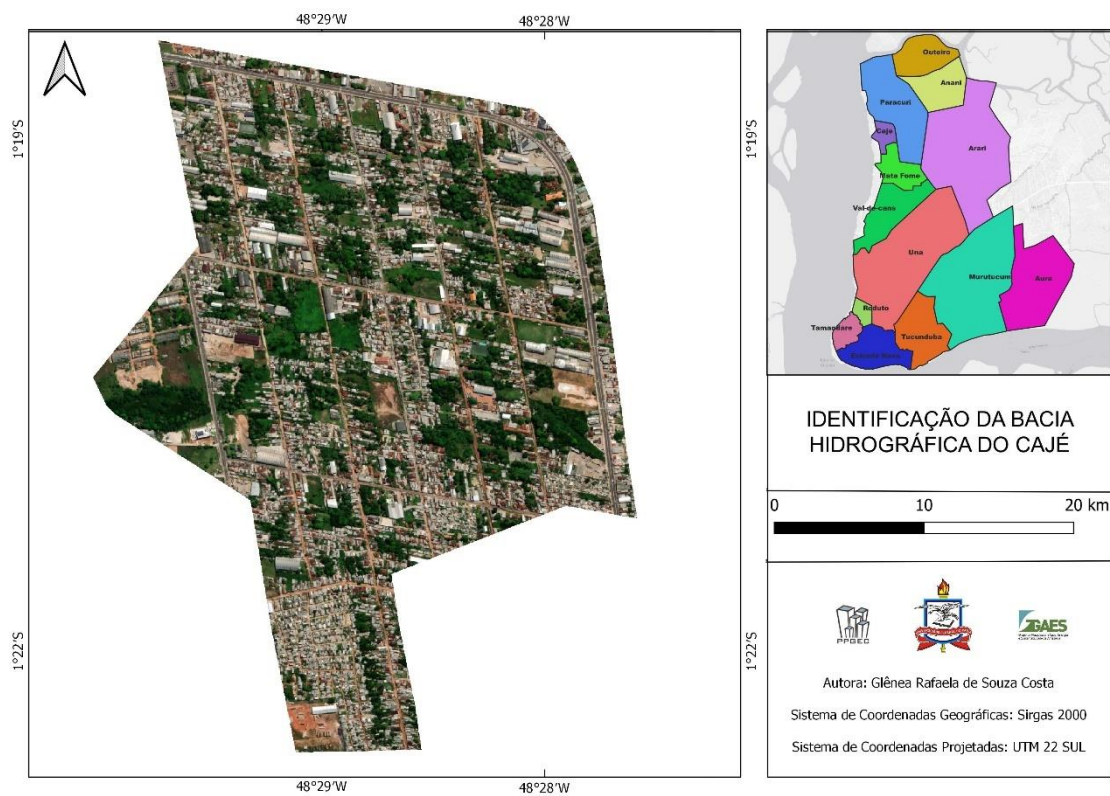 48°29'W
48°28'W
1°19'S
1°19'S
1°22'S
1°22'S
48°29'W
48°28'W
Outeiro
Anani
Paracuri
Cajé
Arari
Mata Fome
Val-de-cans
Una
Murutucum
Aura
Reduto
Tamandare
Tucunduba
Estrada Nova
IDENTIFICAÇÃO DA BACIA
HIDROGRÁFICA DO CAJÉ
0
10
20 km
PPGEC
GAES
Autora: Glênea Rafaela de Souza Costa
Sistema de Coordenadas Geográficas: Sirgas 2000
Sistema de Coordenadas Projetadas: UTM 22 SUL